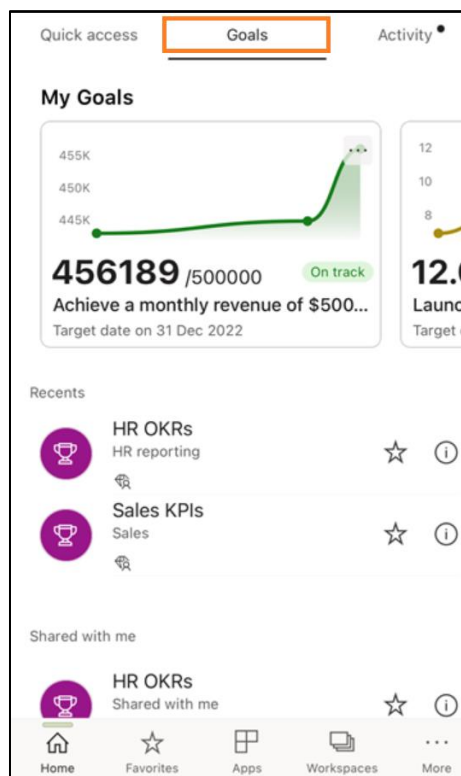 Quick access Goals Activity
My Goals
455K
450K
445K
456189 /500000 On track
Achieve a monthly revenue of $500...
Target date on 31 Dec 2022
12
10
8
12.
Target
Recents
HR OKRs
HR reporting
Sales KPIs
Sales
Shared with me
HR OKRs
Shared with me
Home Favorites Apps Workspaces More